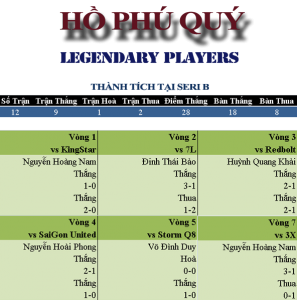 HỒ PHÚ QUÝ
LEGENDARY PLAYERS
THÀNH TÍCH TẠI SERI B
Số Trận Trận Thắng Trận Hoà Trận Thua Điểm Thắng Bàn Thắng Bàn Thua
12 9 1 2 28 18 8
Vòng 1 Vòng 2 Vòng 3
vs KingStar vs 7L vs Redbolt
Nguyễn Hoàng Nam Đinh Thái Bảo Huỳnh Quang Khải
Thắng Thắng Thắng
1-0 3-1 2-1
Thắng Thua Thắng
2-0 1-2 2-1
Vòng 4 Vòng 5 Vòng 7
vs SaiGon United vs Storm Q8 vs 3X
Nguyễn Hoài Phong Võ Đình Duy Nguyễn Hoàng Nam
Thắng Hoà Thắng
2-1 0-0 3-1
Thắng Thắng Thua
1-0 1-0 0-1